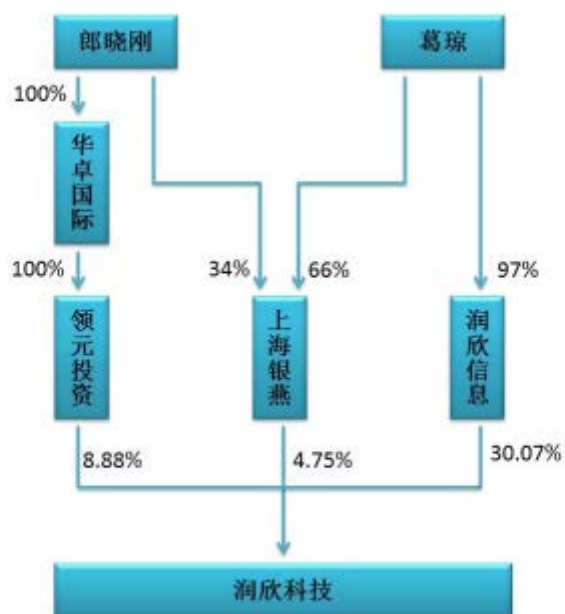 郎晓刚
葛琼
100%
华卓国际
100%
34%
66%
97%
领元投资
上海银燕
润欣信息
8.88%
4.75%
30.07%
润欣科技